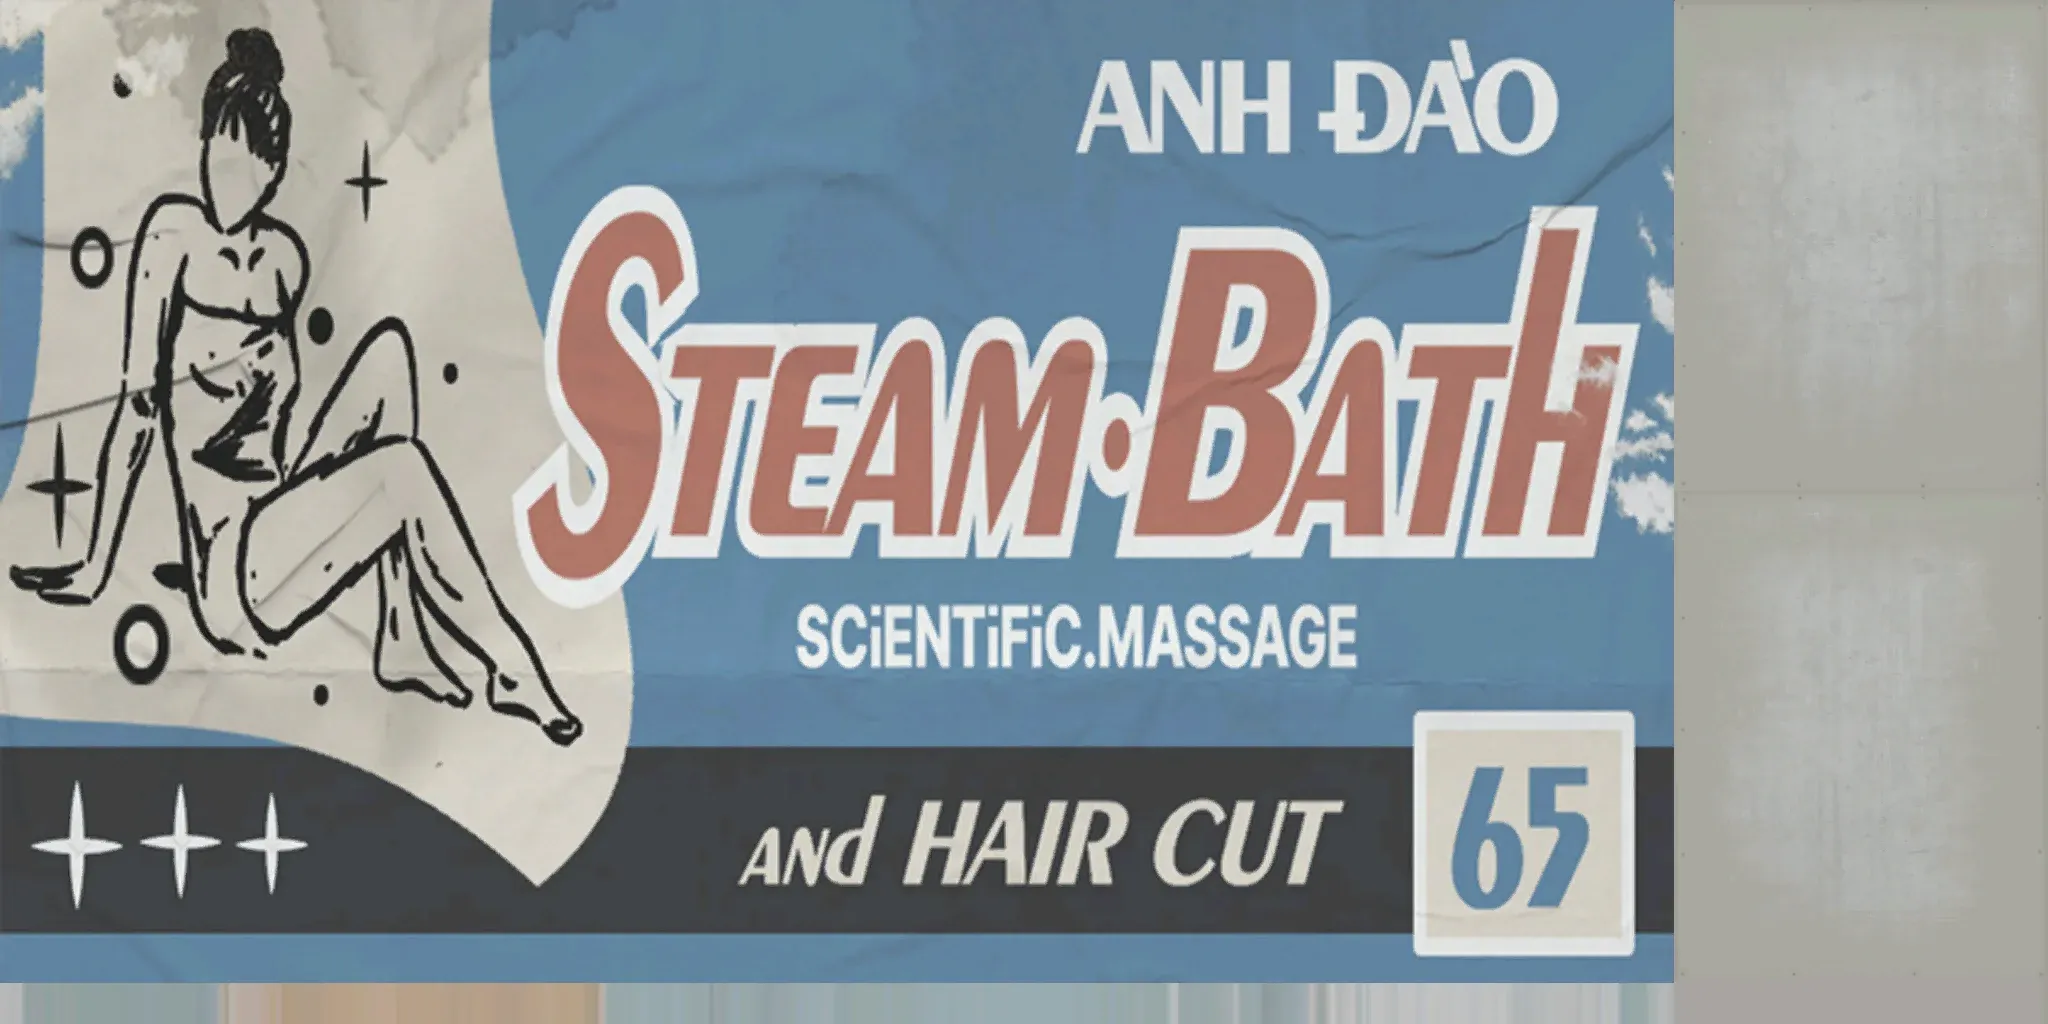 ANH ĐÀO
STEAM·BATH
SCiENTiFiC.MASSAGE
ANd HAIR CUT
65